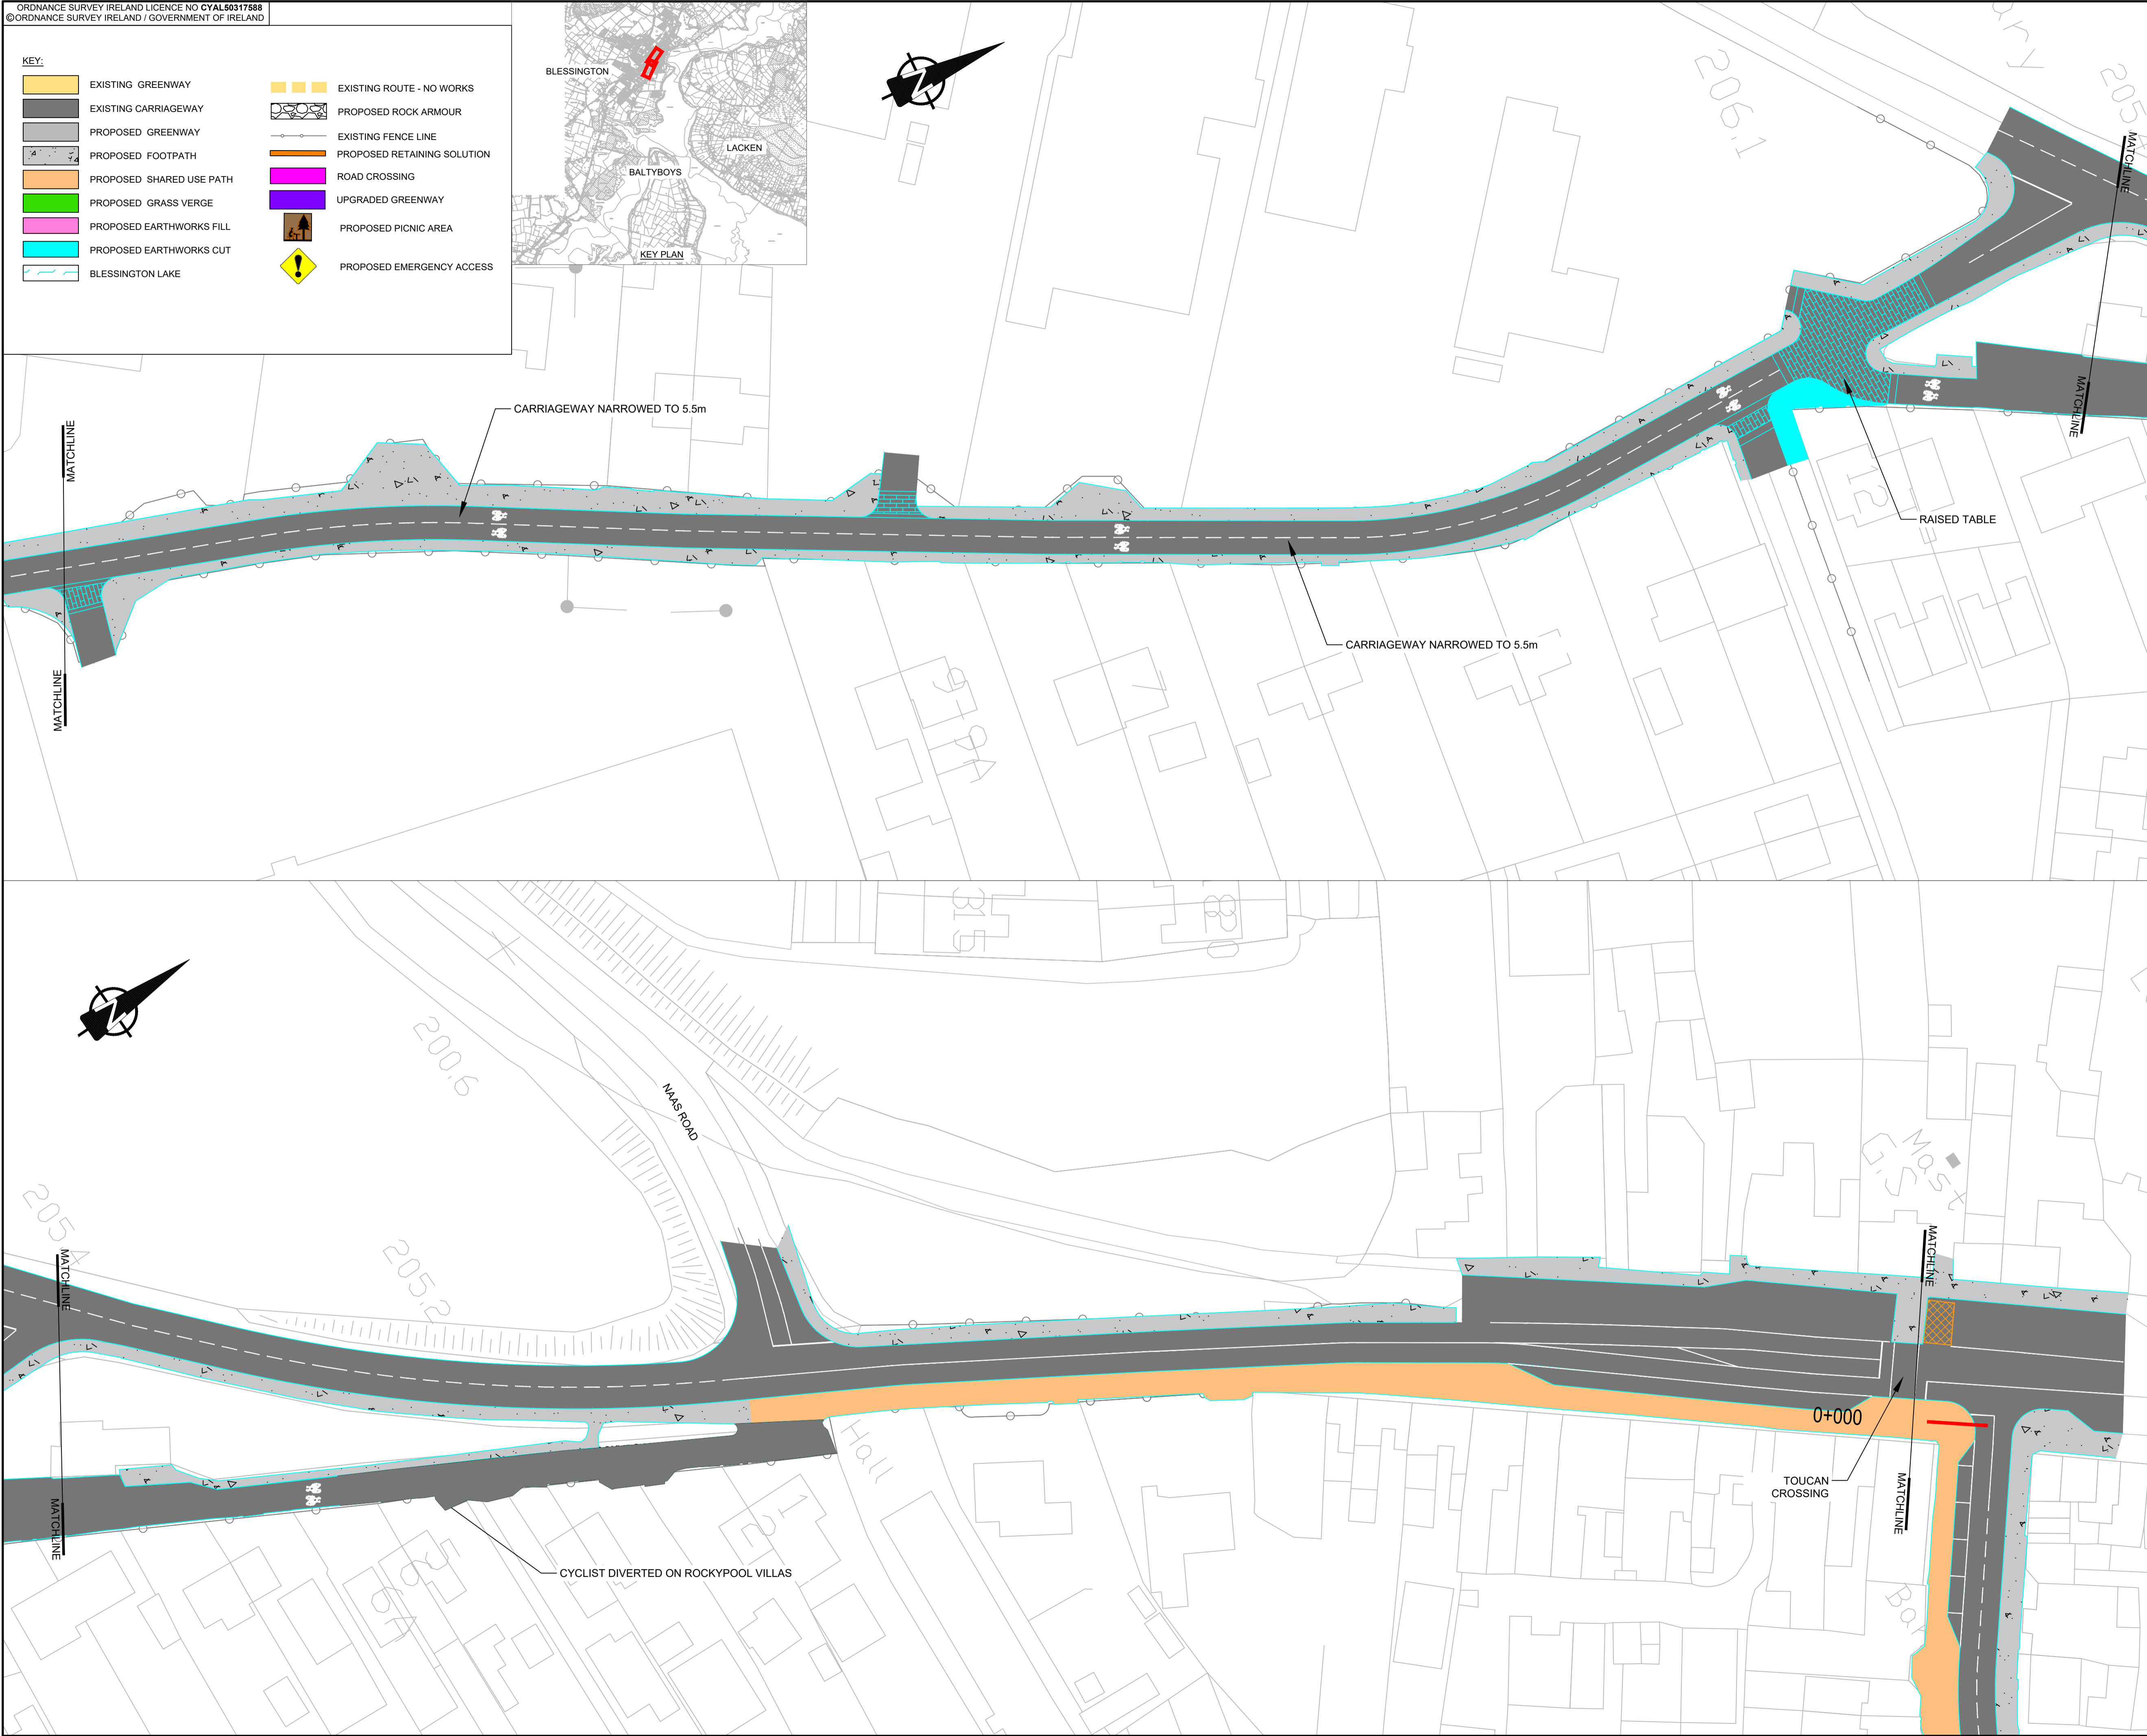 ORDNANCE SURVEY IRELAND LICENCE NO CYAL50317588
©ORDNANCE SURVEY IRELAND / GOVERNMENT OF IRELAND
KEY:
EXISTING GREENWAY
EXISTING CARRIAGEWAY
PROPOSED GREENWAY
PROPOSED FOOTPATH
PROPOSED SHARED USE PATH
PROPOSED GRASS VERGE
PROPOSED EARTHWORKS FILL
PROPOSED EARTHWORKS CUT
BLESSINGTON LAKE
EXISTING ROUTE - NO WORKS
PROPOSED ROCK ARMOUR
EXISTING FENCE LINE
PROPOSED RETAINING SOLUTION
ROAD CROSSING
UPGRADED GREENWAY
PROPOSED PICNIC AREA
PROPOSED EMERGENCY ACCESS
BLESSINGTON
LACKEN
BALTYBOYS
KEY PLAN
N
206.1
MATCHLINE
MATCHLINE
CARRIAGEWAY NARROWED TO 5.5m
MATCHLINE
MATCHLINE
RAISED TABLE
CARRIAGEWAY NARROWED TO 5.5m
N
200.6
NAAS ROAD
205.4
205.2
MATCHLINE
MATCHLINE
MATCHLINE
MATCHLINE
0+000
TOUCAN
CROSSING
CYCLIST DIVERTED ON ROCKYPOOL VILLAS